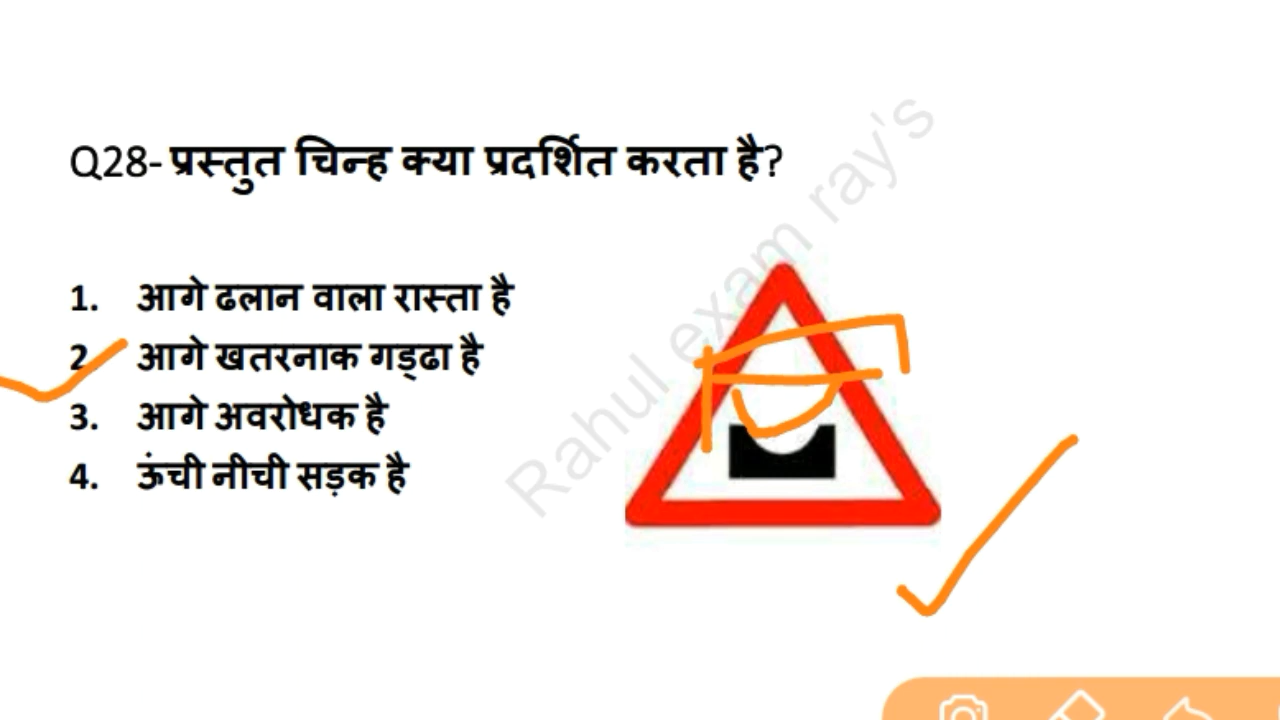 Q28- प्रस्तुत चिन्ह क्या प्रदर्शित करता है?
1. आगे ढलान वाला रास्ता है
2 आगे खतरनाक गड्ढा है
3. आगे अवरोधक है
4. ऊंची नीची सड़क है
Rahul exam ray's